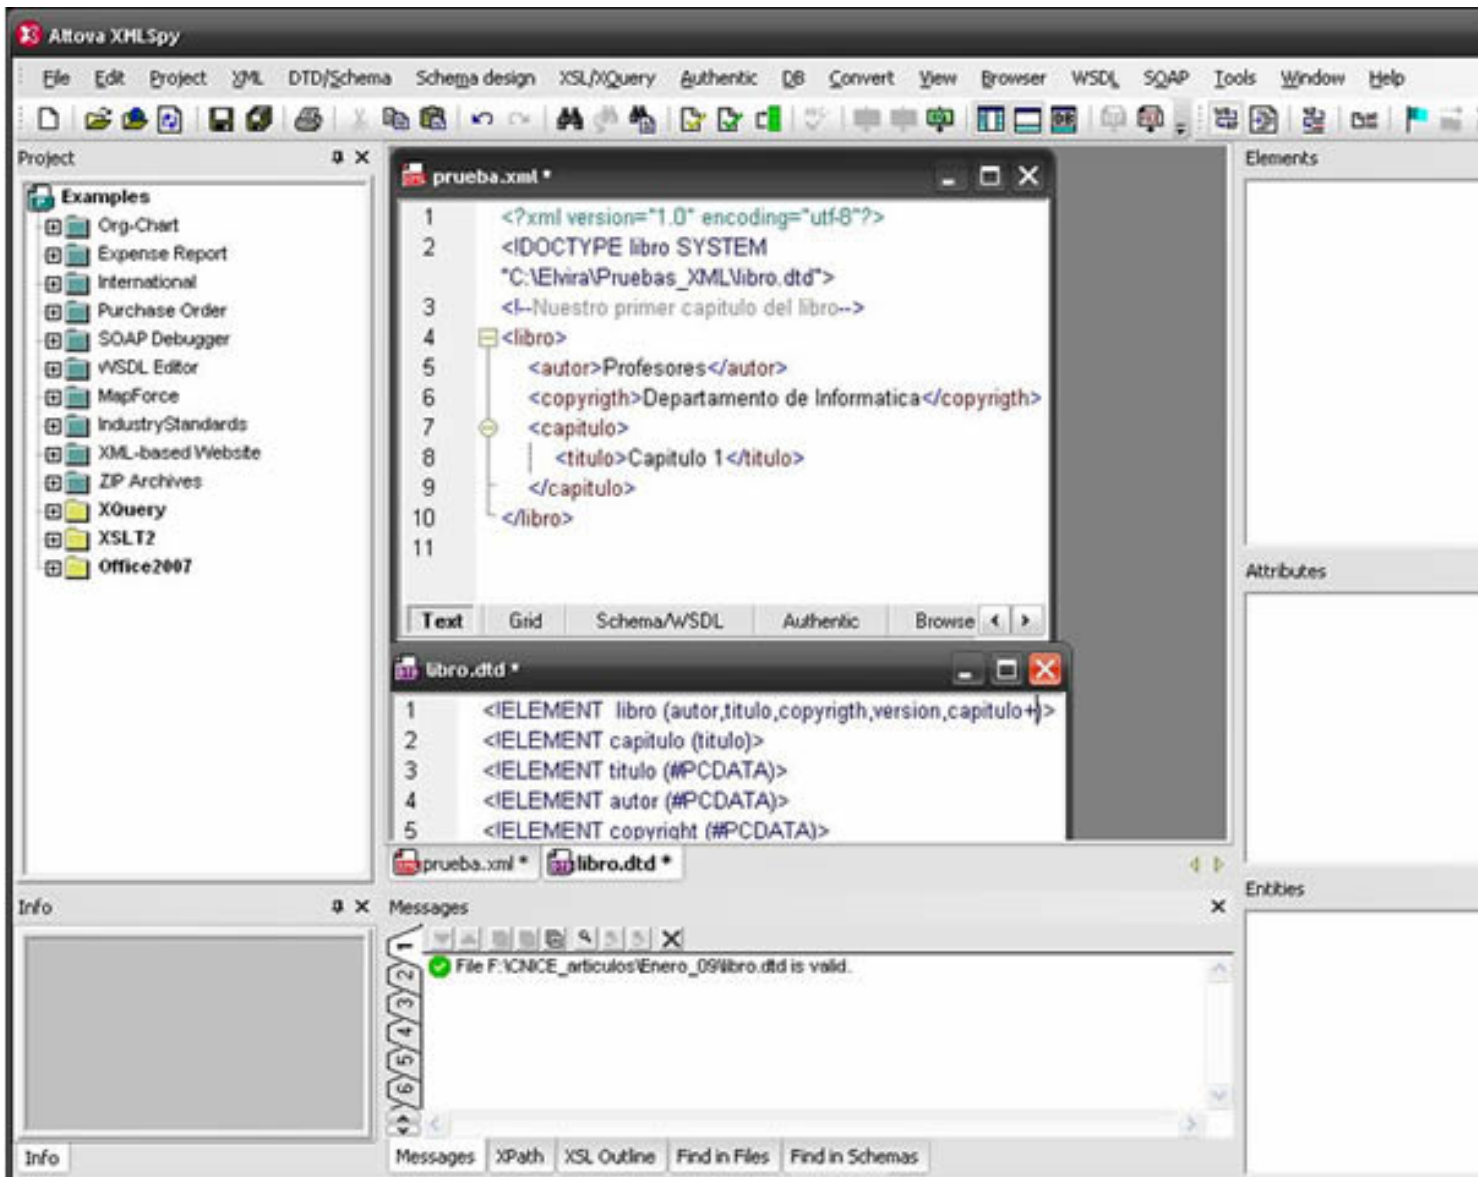 Altova XMLSpy
File Edit Project XML DTD/Schema Schema design XSL/XQuery Authentic DB Convert View Browser WSDL SOAP Tools Window Help
Project
Examples
Org-Chart
Expense Report
International
Purchase Order
SOAP Debugger
WSDL Editor
MapForce
IndustryStandards
XML-based Website
ZIP Archives
XQuery
XSLT2
Office2007
prueba.xml *
1 <?xml version="1.0" encoding="utf-8"?>
2 <!DOCTYPE libro SYSTEM
"C:\Elvira\Pruebas_XML\libro.dtd">
3 <!--Nuestro primer capitulo del libro-->
4 <libro>
5 <autor>Profesores</autor>
6 <copyrigth>Departamento de Informatica</copyrigth>
7 <capitulo>
8 <titulo>Capitulo 1</titulo>
9 </capitulo>
10 </libro>
11
Text Grid Schema/WSDL Authentic Browse
libro.dtd *
1 <!ELEMENT libro (autor,titulo,copyrigth,version,capitulo+)>
2 <!ELEMENT capitulo (titulo)>
3 <!ELEMENT titulo (#PCDATA)>
4 <!ELEMENT autor (#PCDATA)>
5 <!ELEMENT copyright (#PCDATA)>
prueba.xml * libro.dtd *
Elements
Attributes
Entities
Info
Info
Messages
1
2
3
4
5
6
File F:\CNICE_articulos\Enero_09\libro.dtd is valid.
Messages XPath XSL Outline Find in Files Find in Schemas